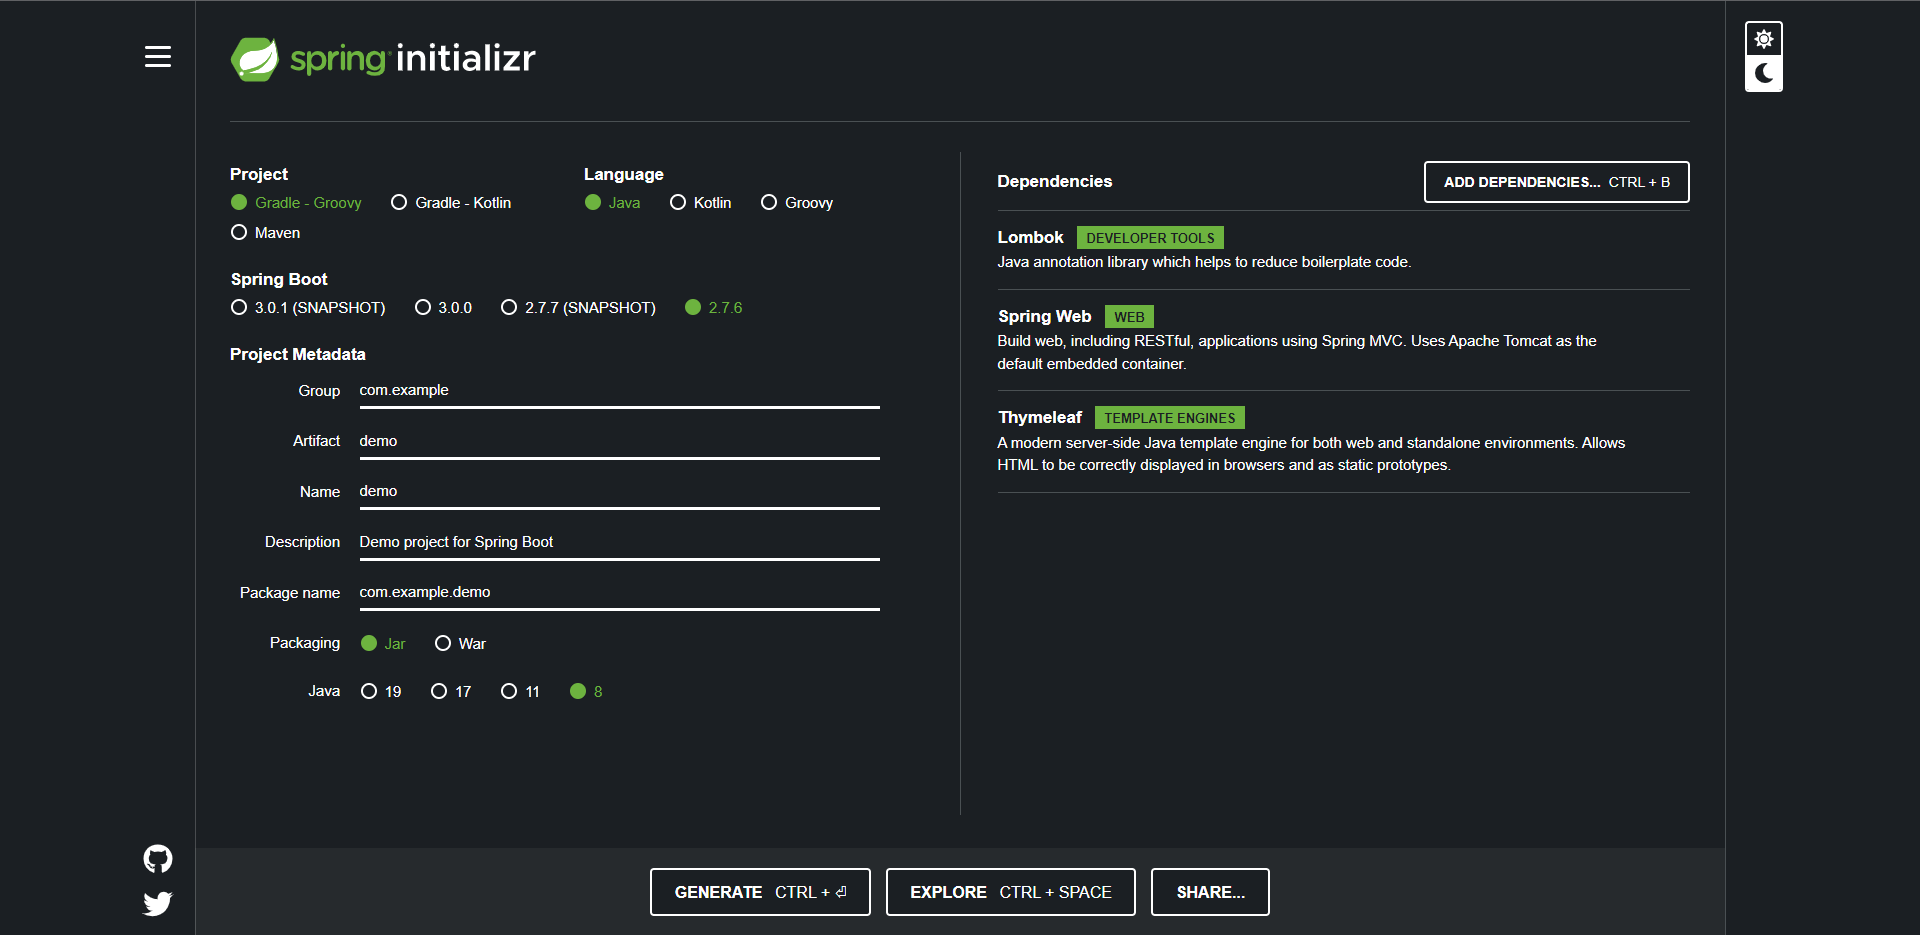 spring initializr
Project
Gradle - Groovy Gradle - Kotlin
Maven
Language
Java Kotlin Groovy
Spring Boot
3.0.1 (SNAPSHOT) 3.0.0 2.7.7 (SNAPSHOT) 2.7.6
Project Metadata
Group com.example
Artifact demo
Name demo
Description Demo project for Spring Boot
Package name com.example.demo
Packaging Jar War
Java 19 17 11 8
Dependencies
ADD DEPENDENCIES... CTRL + B
Lombok DEVELOPER TOOLS
Java annotation library which helps to reduce boilerplate code.
Spring Web WEB
Build web, including RESTful, applications using Spring MVC. Uses Apache Tomcat as the
default embedded container.
Thymeleaf TEMPLATE ENGINES
A modern server-side Java template engine for both web and standalone environments. Allows
HTML to be correctly displayed in browsers and as static prototypes.
GENERATE CTRL + ⏎
EXPLORE CTRL + SPACE
SHARE...